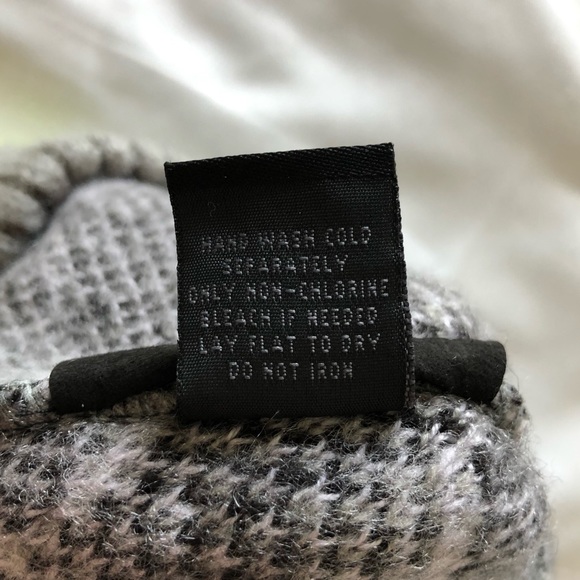 HAND WASH COLD
SEPARATELY
ONLY NON-CHLORINE
BLEACH IF NEEDED
LAY FLAT TO DRY
DO NOT IRON